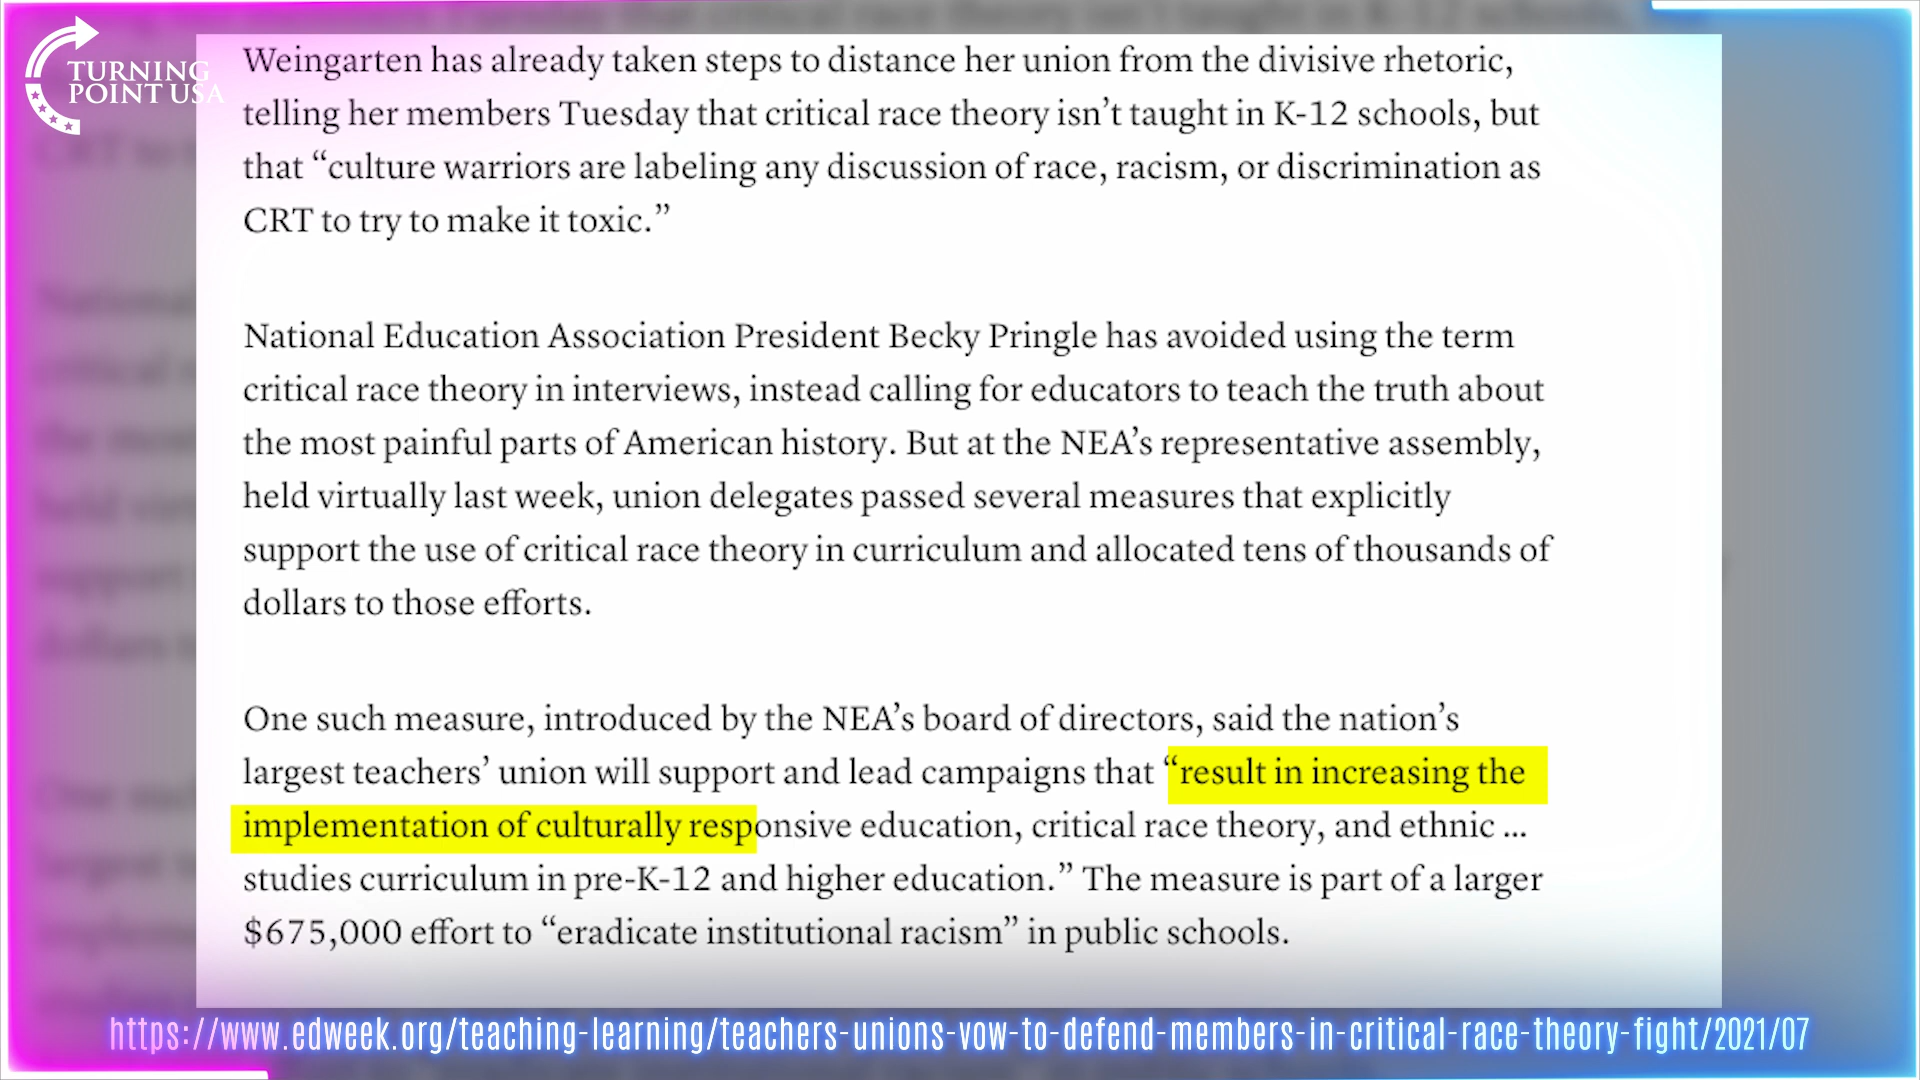 TURNING
POINT USA
Weingarten has already taken steps to distance her union from the divisive rhetoric,
telling her members Tuesday that critical race theory isn’t taught in K-12 schools, but
that “culture warriors are labeling any discussion of race, racism, or discrimination as
CRT to try to make it toxic.”
National Education Association President Becky Pringle has avoided using the term
critical race theory in interviews, instead calling for educators to teach the truth about
the most painful parts of American history. But at the NEA’s representative assembly,
held virtually last week, union delegates passed several measures that explicitly
support the use of critical race theory in curriculum and allocated tens of thousands of
dollars to those efforts.
One such measure, introduced by the NEA’s board of directors, said the nation’s
largest teachers’ union will support and lead campaigns that “result in increasing the
implementation of culturally responsive education, critical race theory, and ethnic ...
studies curriculum in pre-K-12 and higher education.” The measure is part of a larger
$675,000 effort to “eradicate institutional racism” in public schools.
https://www.edweek.org/teaching-learning/teachers-unions-vow-to-defend-members-in-critical-race-theory-fight/2021/07